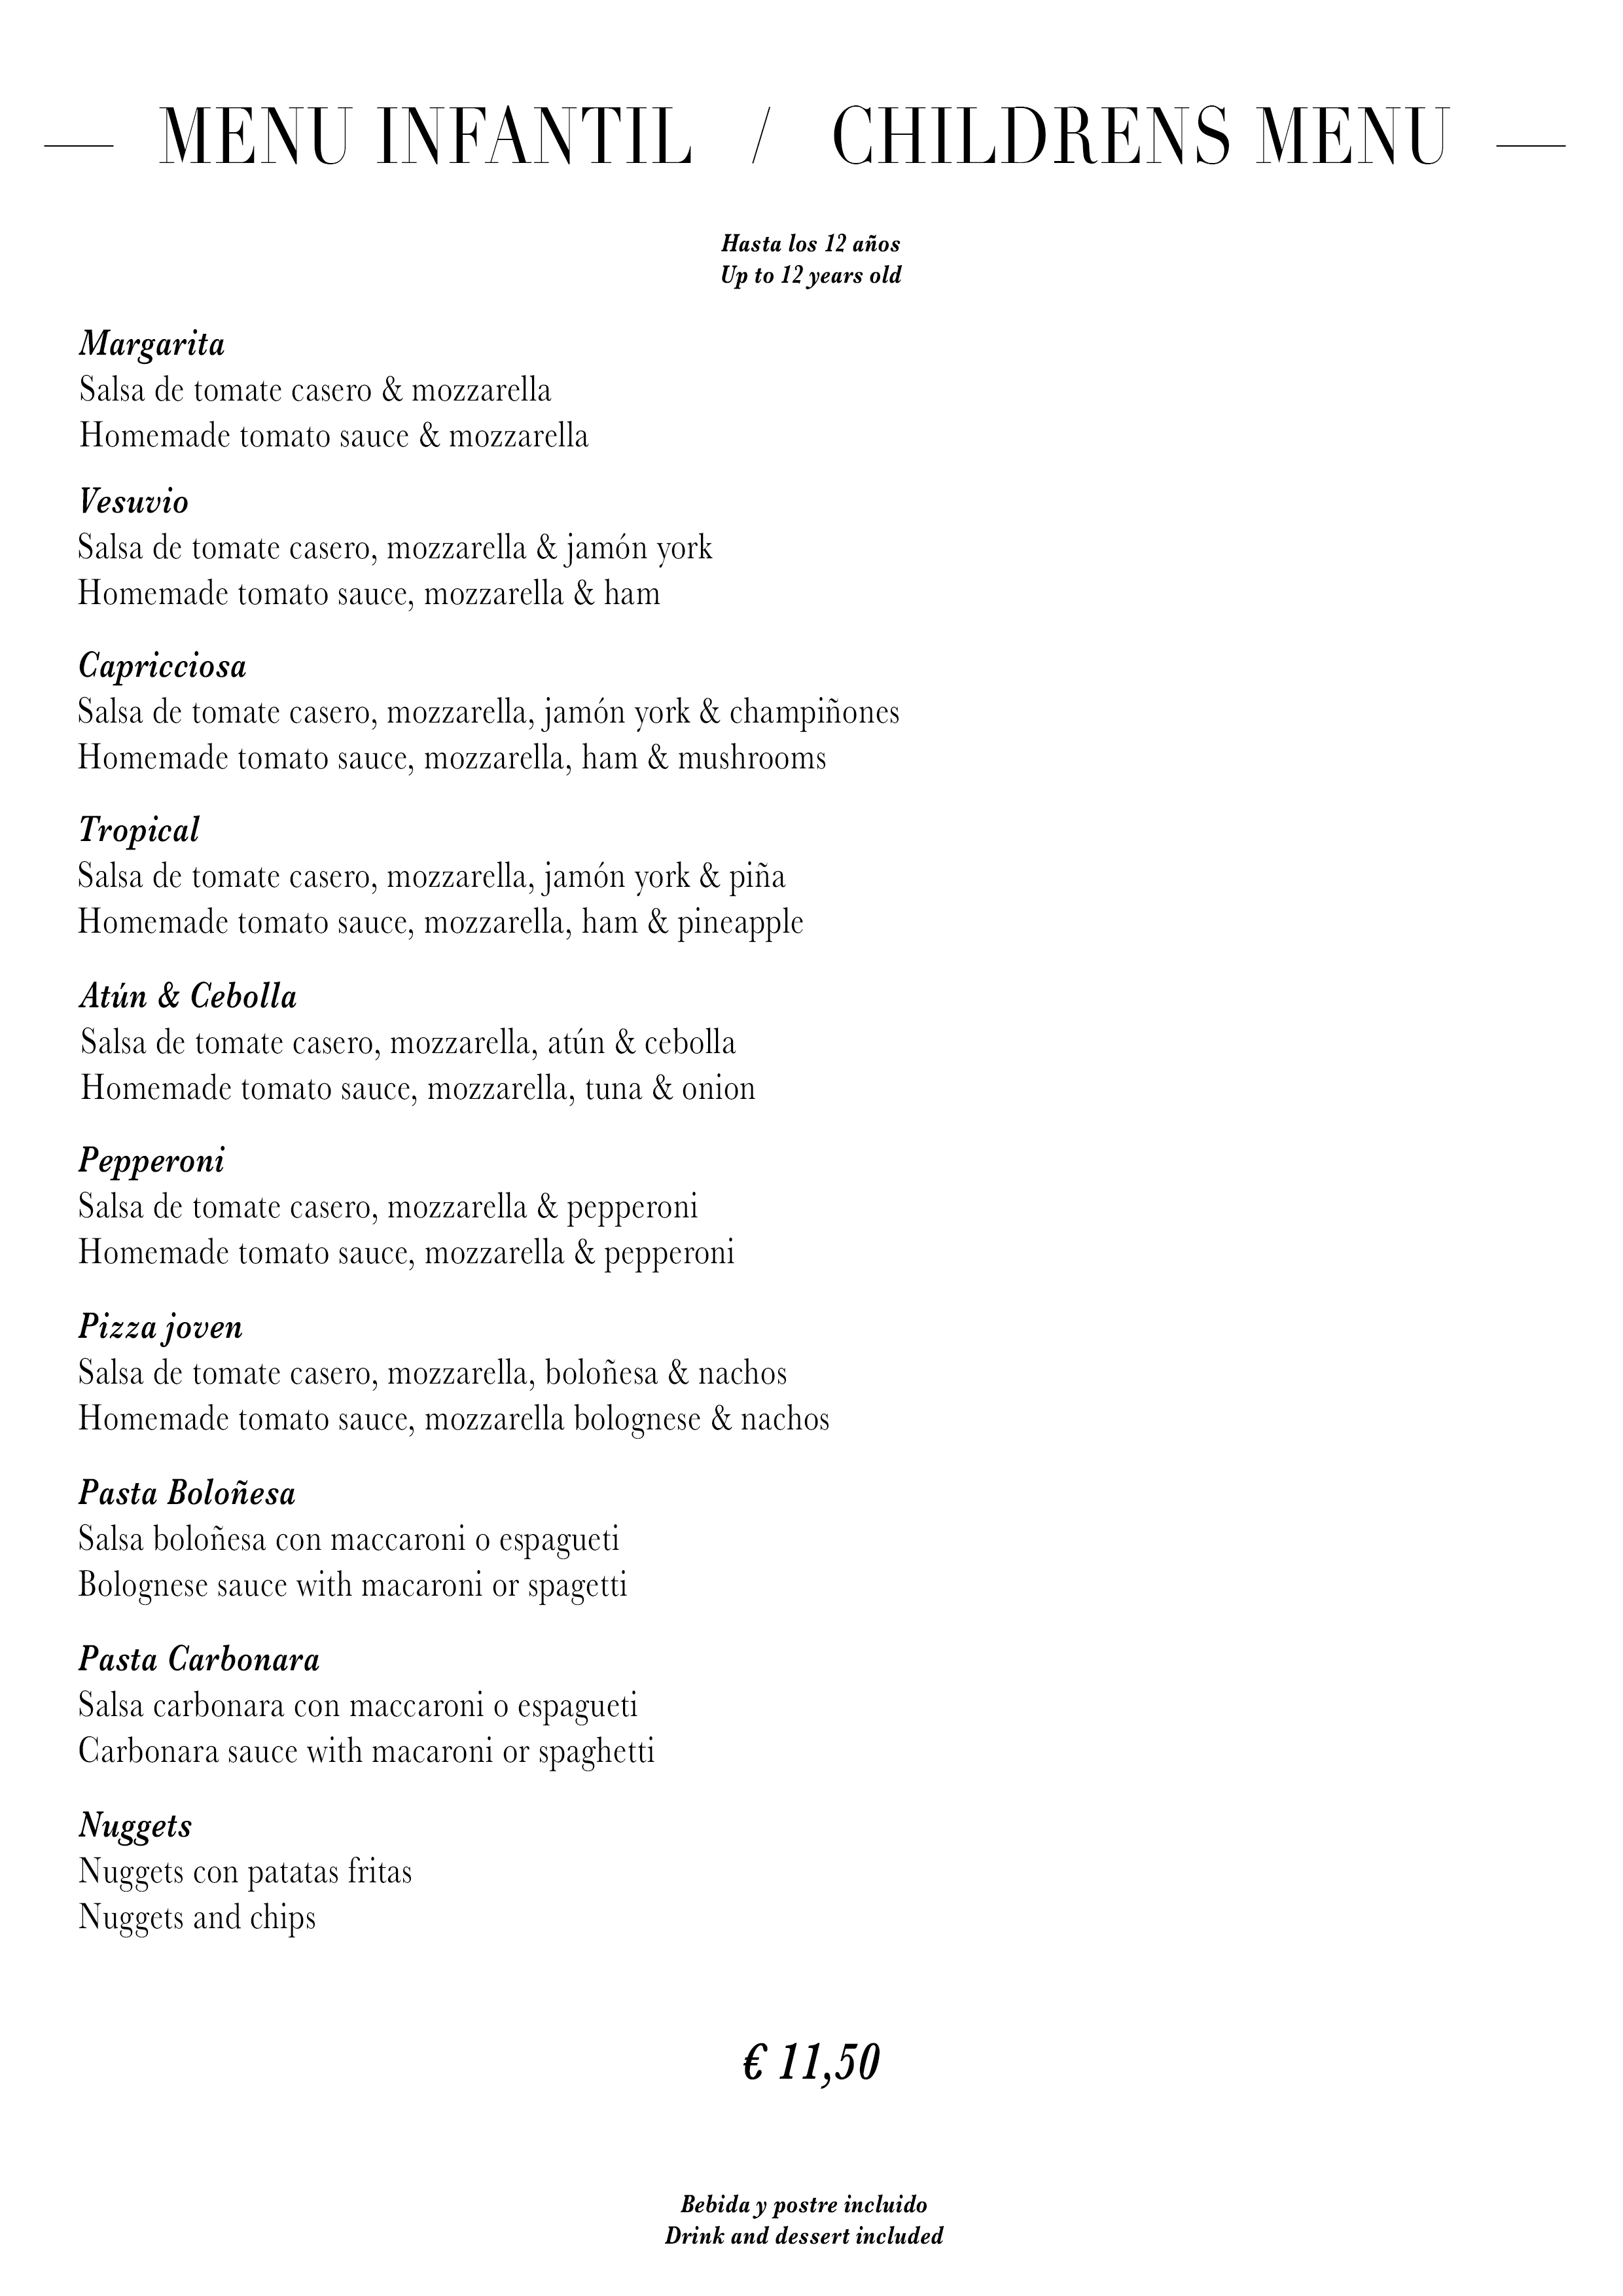 MENU INFANTIL / CHILDRENS MENU
Hasta los 12 años
Up to 12 years old
Margarita
Salsa de tomate casero & mozzarella
Homemade tomato sauce & mozzarella
Vesuvio
Salsa de tomate casero, mozzarella & jamón york
Homemade tomato sauce, mozzarella & ham
Capricciosa
Salsa de tomate casero, mozzarella, jamón york & champiñones
Homemade tomato sauce, mozzarella, ham & mushrooms
Tropical
Salsa de tomate casero, mozzarella, jamón york & piña
Homemade tomato sauce, mozzarella, ham & pineapple
Atún & Cebolla
Salsa de tomate casero, mozzarella, atún & cebolla
Homemade tomato sauce, mozzarella, tuna & onion
Pepperoni
Salsa de tomate casero, mozzarella & pepperoni
Homemade tomato sauce, mozzarella & pepperoni
Pizza joven
Salsa de tomate casero, mozzarella, boloñesa & nachos
Homemade tomato sauce, mozzarella bolognese & nachos
Pasta Boloñesa
Salsa boloñesa con maccaroni o espagueti
Bolognese sauce with macaroni or spagetti
Pasta Carbonara
Salsa carbonara con maccaroni o espagueti
Carbonara sauce with macaroni or spaghetti
Nuggets
Nuggets con patatas fritas
Nuggets and chips
€ 11,50
Bebida y postre incluido
Drink and dessert included